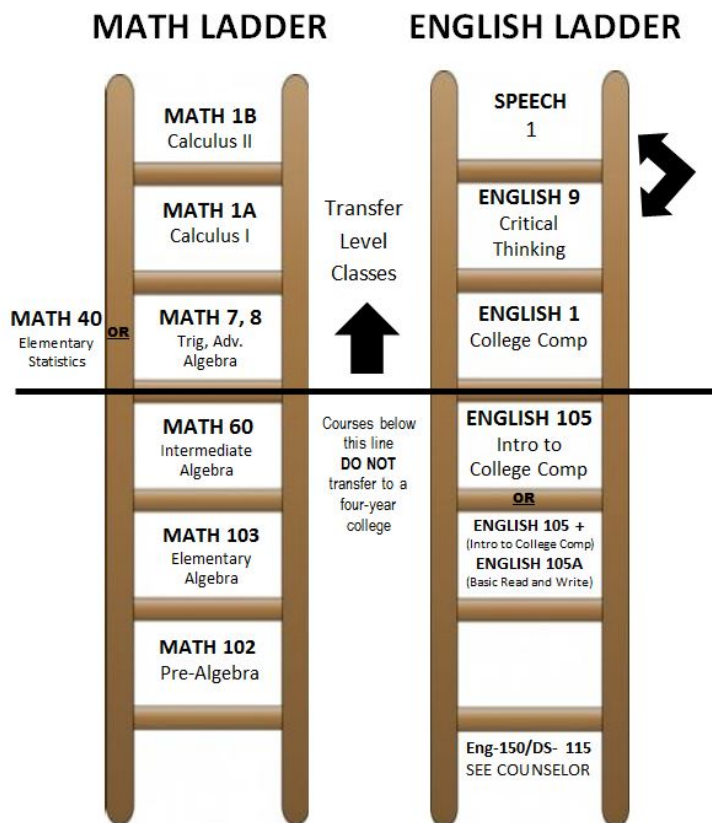 MATH LADDER
MATH 1B
Calculus II
MATH 1A
Calculus I
MATH 40
Elementary
Statistics
OR
MATH 7, 8
Trig, Adv.
Algebra
MATH 60
Intermediate
Algebra
MATH 103
Elementary
Algebra
MATH 102
Pre-Algebra
Transfer
Level
Classes
Courses below
this line
DO NOT
transfer to a
four-year
college
ENGLISH LADDER
SPEECH
1
ENGLISH 9
Critical
Thinking
ENGLISH 1
College Comp
ENGLISH 105
Intro to
College Comp
OR
ENGLISH 105 +
(Intro to College Comp)
ENGLISH 105A
(Basic Read and Write)
Eng-150/DS- 115
SEE COUNSELOR